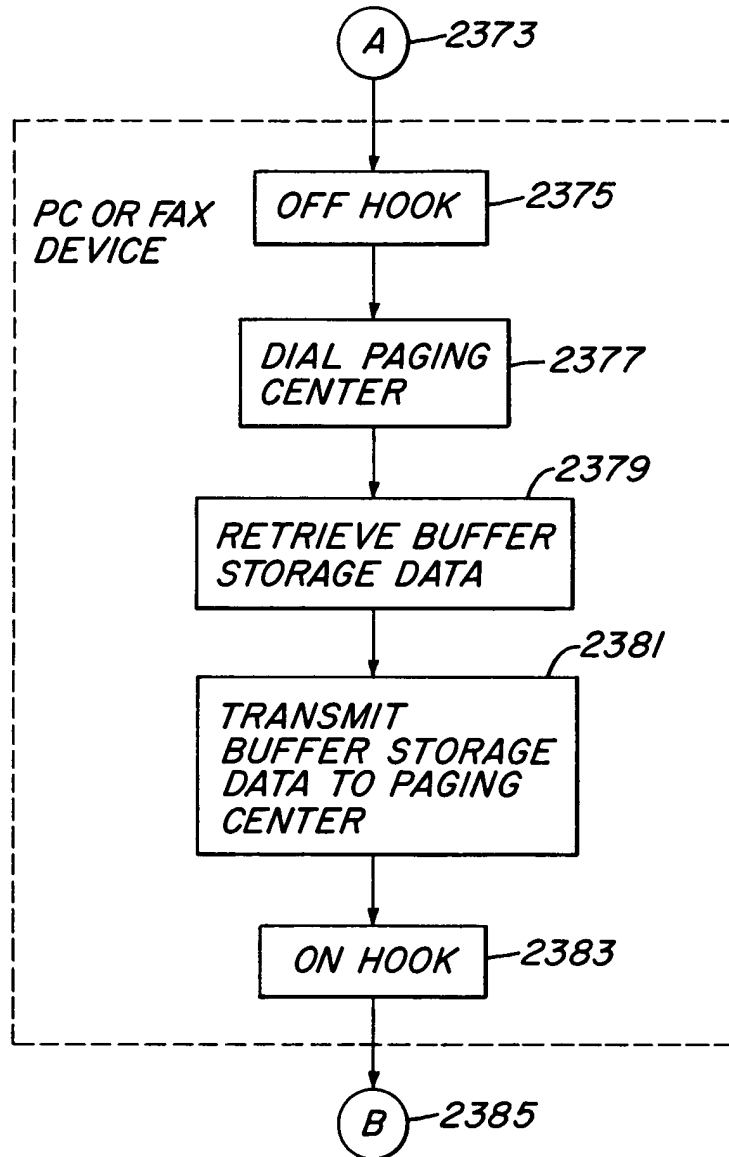 A 2373
PC OR FAX
DEVICE
OFF HOOK 2375
DIAL PAGING
CENTER
2377
2379
RETRIEVE BUFFER
STORAGE DATA
2381
TRANSMIT
BUFFER STORAGE
DATA TO PAGING
CENTER
ON HOOK 2383
B 2385